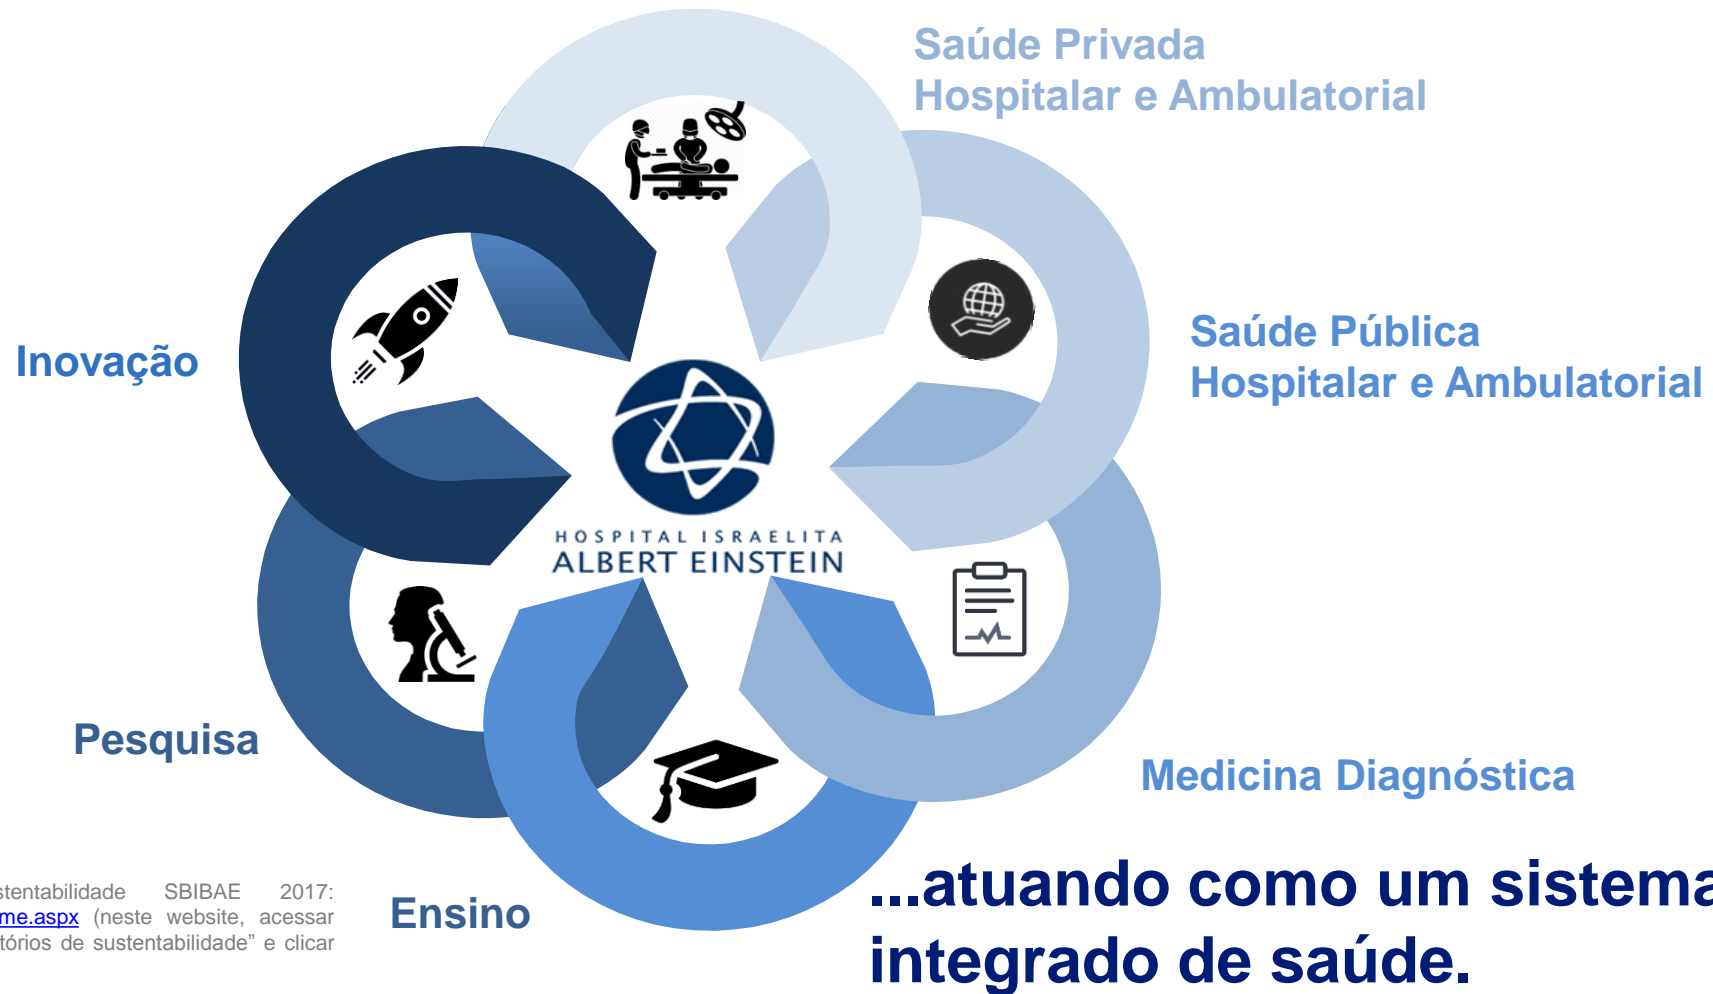 Saúde Privada
Hospitalar e Ambulatorial
Saúde Pública
Hospitalar e Ambulatorial
Inovação
HOSPITAL ISRAELITA
ALBERT EINSTEIN
Pesquisa
Medicina Diagnóstica
Ensino
...atuando como um sistema
integrado de saúde.
stentabilidade SBIBAE 2017:
me.aspx (neste website, acessar
tórios de sustentabilidade” e clicar